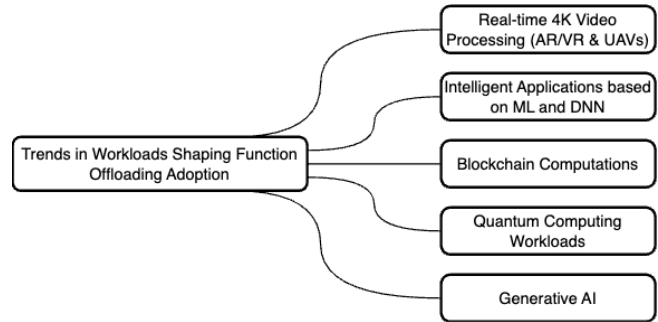 Trends in Workloads Shaping Function
Offloading Adoption
Real-time 4K Video
Processing (AR/VR & UAVs)
Intelligent Applications based
on ML and DNN
Blockchain Computations
Quantum Computing
Workloads
Generative AI